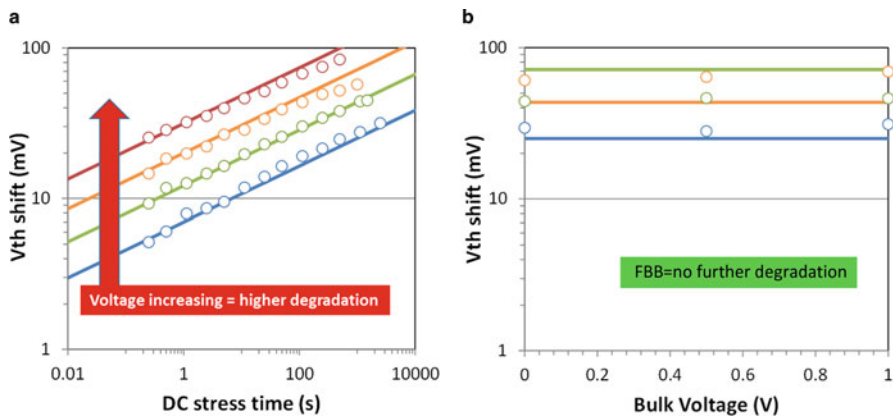 a
100
10
1
Vth shift (mV)
Voltage increasing = higher degradation
0.01
1
100
10000
DC stress time (s)
b
100
10
1
Vth shift (mV)
FBB=no further degradation
0
0.2
0.4
0.6
0.8
1
Bulk Voltage (V)